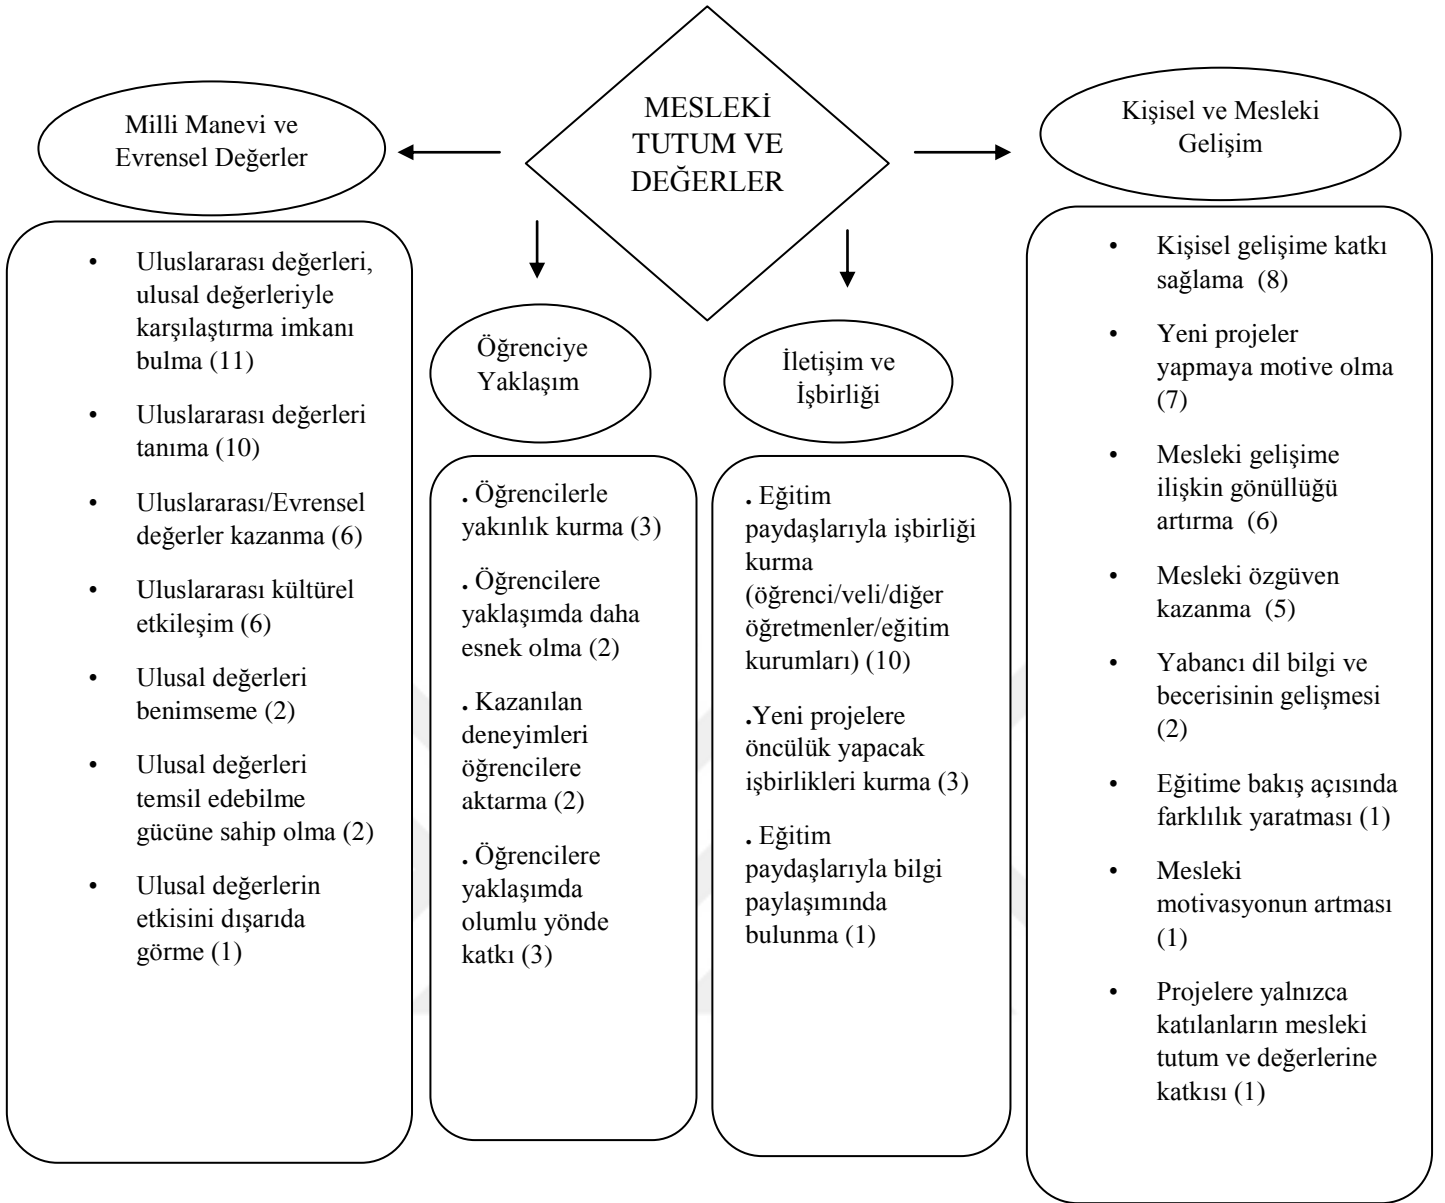 MESLEKİ
TUTUM VE
DEĞERLER
Milli Manevi ve
Evrensel Değerler
Uluslararası değerleri,
ulusal değerleriyle
karşılaştırma imkanı
bulma (11)
Uluslararası değerleri
tanıma (10)
Uluslararası/Evrensel
değerler kazanma (6)
Uluslararası kültürel
etkileşim (6)
Ulusal değerleri
benimseme (2)
Ulusal değerleri
temsil edebilme
gücüne sahip olma (2)
Ulusal değerlerin
etkisini dışarıda
görme (1)
Öğrenciye
Yaklaşım
. Öğrencilerle
yakınlık kurma (3)
. Öğrencilere
yaklaşımda daha
esnek olma (2)
. Kazanılan
deneyimleri
öğrencilere
aktarma (2)
. Öğrencilere
yaklaşımda
olumlu yönde
katkı (3)
İletişim ve
İşbirliği
. Eğitim
paydaşlarıyla işbirliği
kurma
(öğrenci/veli/diğer
öğretmenler/eğitim
kurumları) (10)
.Yeni projelere
öncülük yapacak
işbirlikleri kurma (3)
. Eğitim
paydaşlarıyla bilgi
paylaşımında
bulunma (1)
Kişisel ve Mesleki
Gelişim
• Kişisel gelişime katkı
sağlama (8)
• Yeni projeler
yapmaya motive olma
(7)
• Mesleki gelişime
ilişkin gönüllüğü
artırma (6)
• Mesleki özgüven
kazanma (5)
• Yabancı dil bilgi ve
becerisinin gelişmesi
(2)
• Eğitime bakış açısında
farklılık yaratması (1)
• Mesleki
motivasyonun artması
(1)
• Projelere yalnızca
katılanların mesleki
tutum ve değerlerine
katkısı (1)